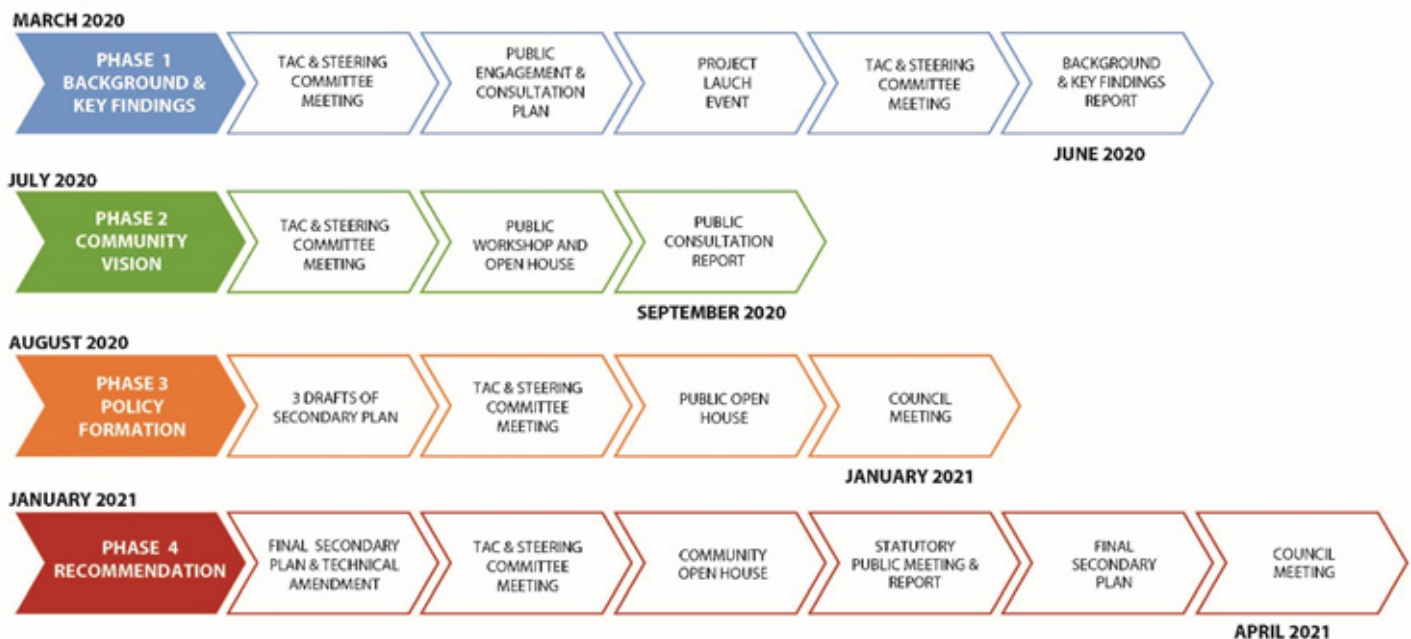 MARCH 2020
PHASE 1
BACKGROUND &
KEY FINDINGS
TAC & STEERING
COMMITTEE
MEETING
PUBLIC
ENGAGEMENT &
CONSULTATION
PLAN
PROJECT
LAUCH
EVENT
TAC & STEERING
COMMITTEE
MEETING
BACKGROUND
& KEY FINDINGS
REPORT
JUNE 2020
JULY 2020
PHASE 2
COMMUNITY
VISION
TAC & STEERING
COMMITTEE
MEETING
PUBLIC
WORKSHOP AND
OPEN HOUSE
PUBLIC
CONSULTATION
REPORT
SEPTEMBER 2020
AUGUST 2020
PHASE 3
POLICY
FORMATION
3 DRAFTS OF
SECONDARY PLAN
TAC & STEERING
COMMITTEE
MEETING
PUBLIC OPEN
HOUSE
COUNCIL
MEETING
JANUARY 2021
JANUARY 2021
PHASE 4
RECOMMENDATION
FINAL SECONDARY
PLAN & TECHNICAL
AMENDMENT
TAC & STEERING
COMMITTEE
MEETING
COMMUNITY
OPEN HOUSE
STATUTORY
PUBLIC MEETING &
REPORT
FINAL
SECONDARY
PLAN
COUNCIL
MEETING
APRIL 2021